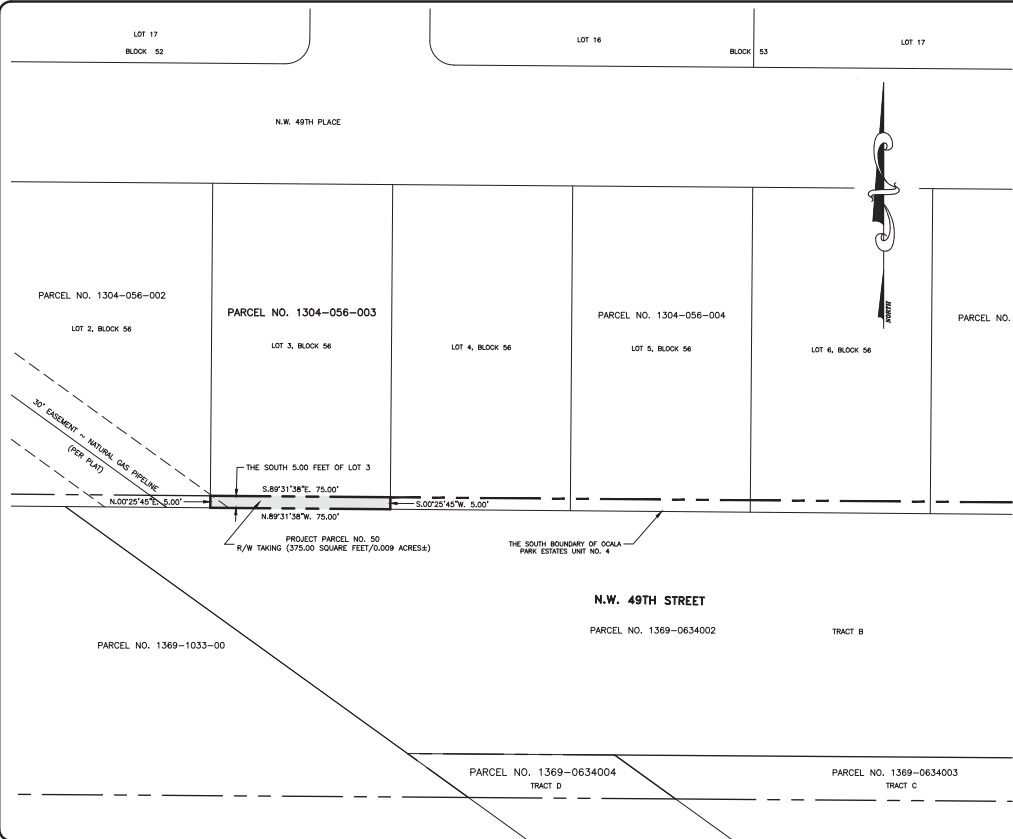 LOT 17
BLOCK 52
LOT 16
BLOCK 53
LOT 17
N.W. 49TH PLACE
NORTH
PARCEL NO. 1304-056-002
LOT 2, BLOCK 56
PARCEL NO. 1304-056-003
LOT 3, BLOCK 56
LOT 4, BLOCK 56
PARCEL NO. 1304-056-004
LOT 5, BLOCK 56
LOT 6, BLOCK 56
PARCEL NO.
30' EASEMENT ~ NATURAL GAS PIPELINE
(PER PLAT)
THE SOUTH 5.00 FEET OF LOT 3
S.89°31'38"E. 75.00'
N.00°25'45"E. 5.00'
S.00°25'45"W. 5.00'
N.89°31'38"W. 75.00'
PROJECT PARCEL NO. 50
R/W TAKING (375.00 SQUARE FEET/0.009 ACRES±)
THE SOUTH BOUNDARY OF OCALA
PARK ESTATES UNIT NO. 4
N.W. 49TH STREET
PARCEL NO. 1369-0634002
TRACT B
PARCEL NO. 1369-1033-00
PARCEL NO. 1369-0634004
TRACT D
PARCEL NO. 1369-0634003
TRACT C